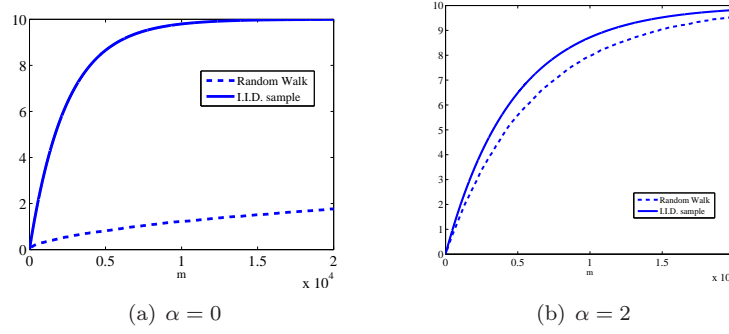 10
8
6
4
2
0
0 0.5 1 1.5 2
m
x 10⁴
Random Walk
I.I.D. sample
(a) α = 0
10
9
8
7
6
5
4
3
2
1
0
0 0.5 1 1.5
m
x 10⁴
Random Walk
I.I.D. sample
(b) α = 2